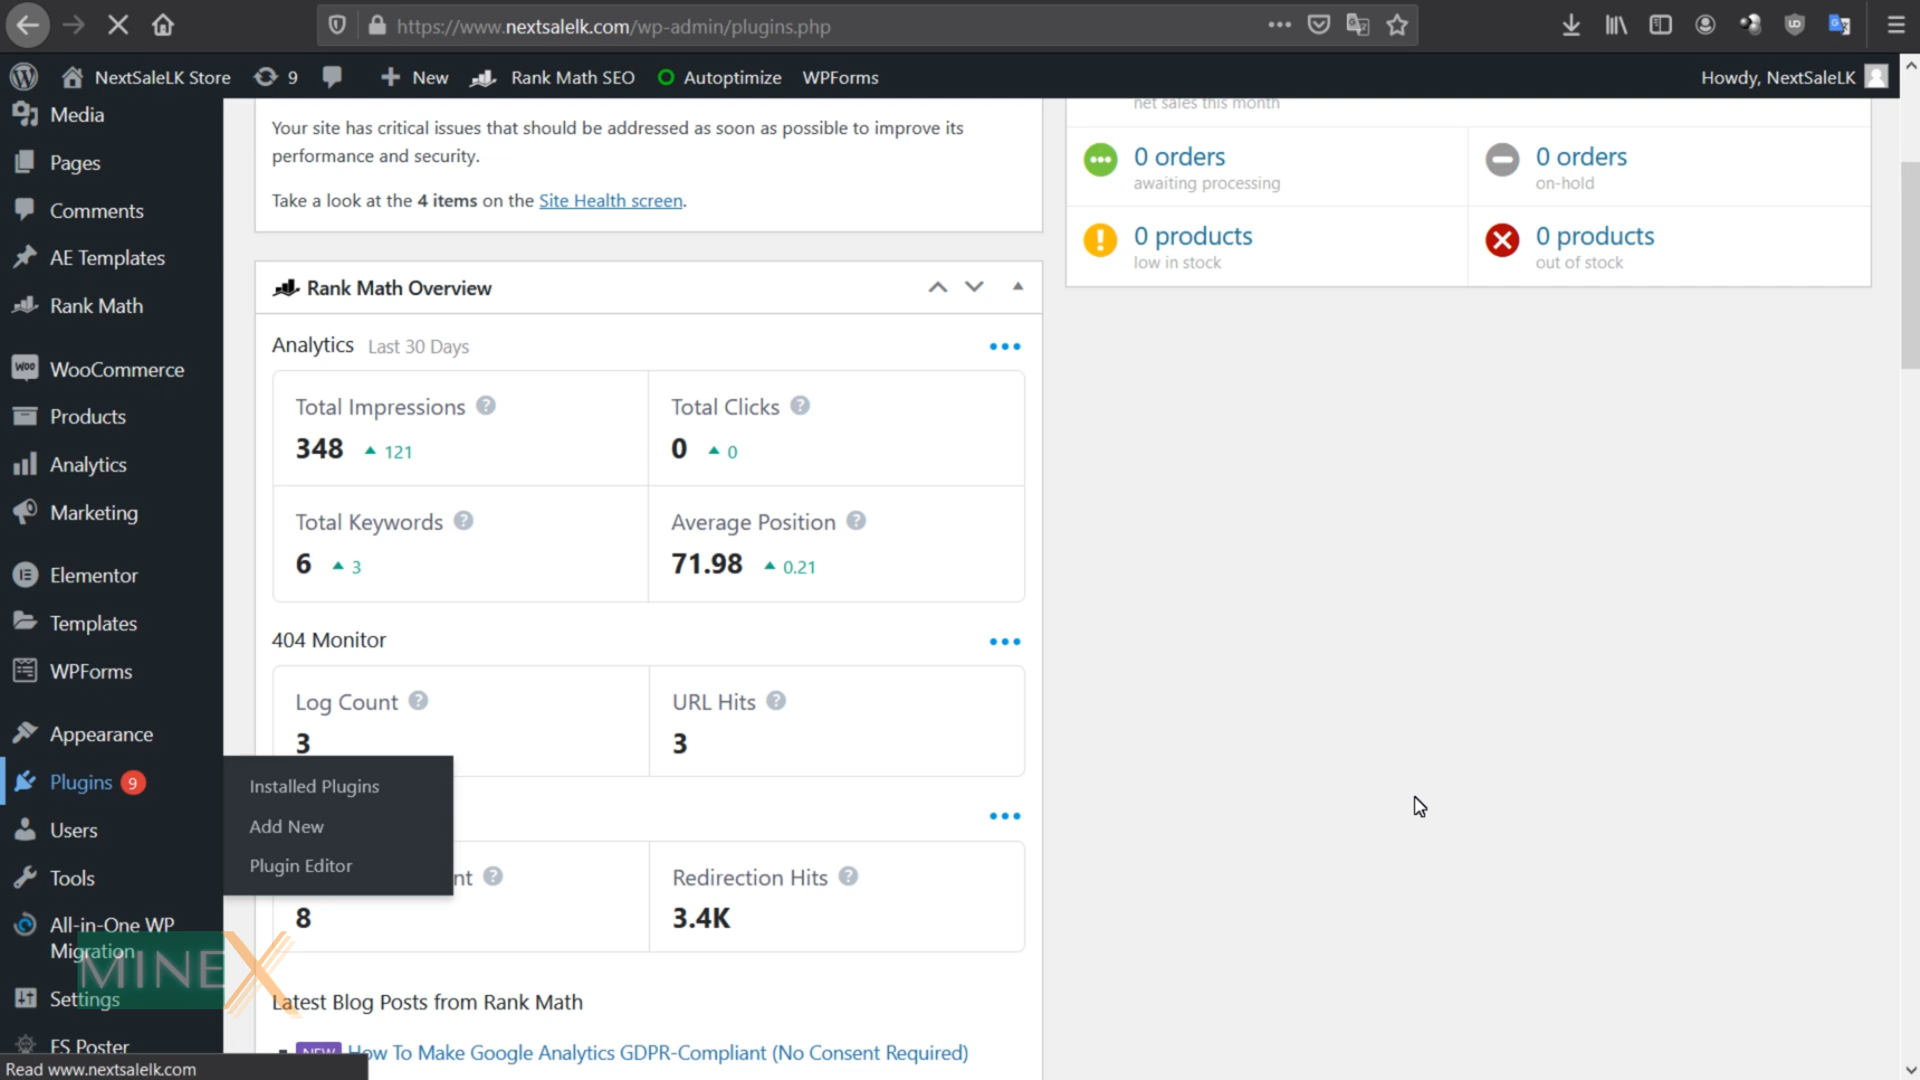 https://www.nextsalelk.com/wp-admin/plugins.php
NextSaleLK Store
9
New
Rank Math SEO
Autoptimize
WPForms
Howdy, NextSaleLK
Media
Pages
Comments
AE Templates
Rank Math
WooCommerce
Products
Analytics
Marketing
Elementor
Templates
WPForms
Appearance
Plugins 9
Users
Tools
All-in-One WP
Migration
Settings
FS Poster
Installed Plugins
Add New
Plugin Editor
MINEX
Your site has critical issues that should be addressed as soon as possible to improve its
performance and security.
Take a look at the 4 items on the Site Health screen.
Rank Math Overview
Analytics Last 30 Days
Total Impressions
348 121
Total Clicks
0 0
Total Keywords
6 3
Average Position
71.98 0.21
404 Monitor
Log Count
3
URL Hits
3
nt
8
Redirection Hits
3.4K
Latest Blog Posts from Rank Math
NEW How To Make Google Analytics GDPR-Compliant (No Consent Required)
net sales this month
0 orders
awaiting processing
0 orders
on-hold
0 products
low in stock
0 products
out of stock
Read www.nextsalelk.com